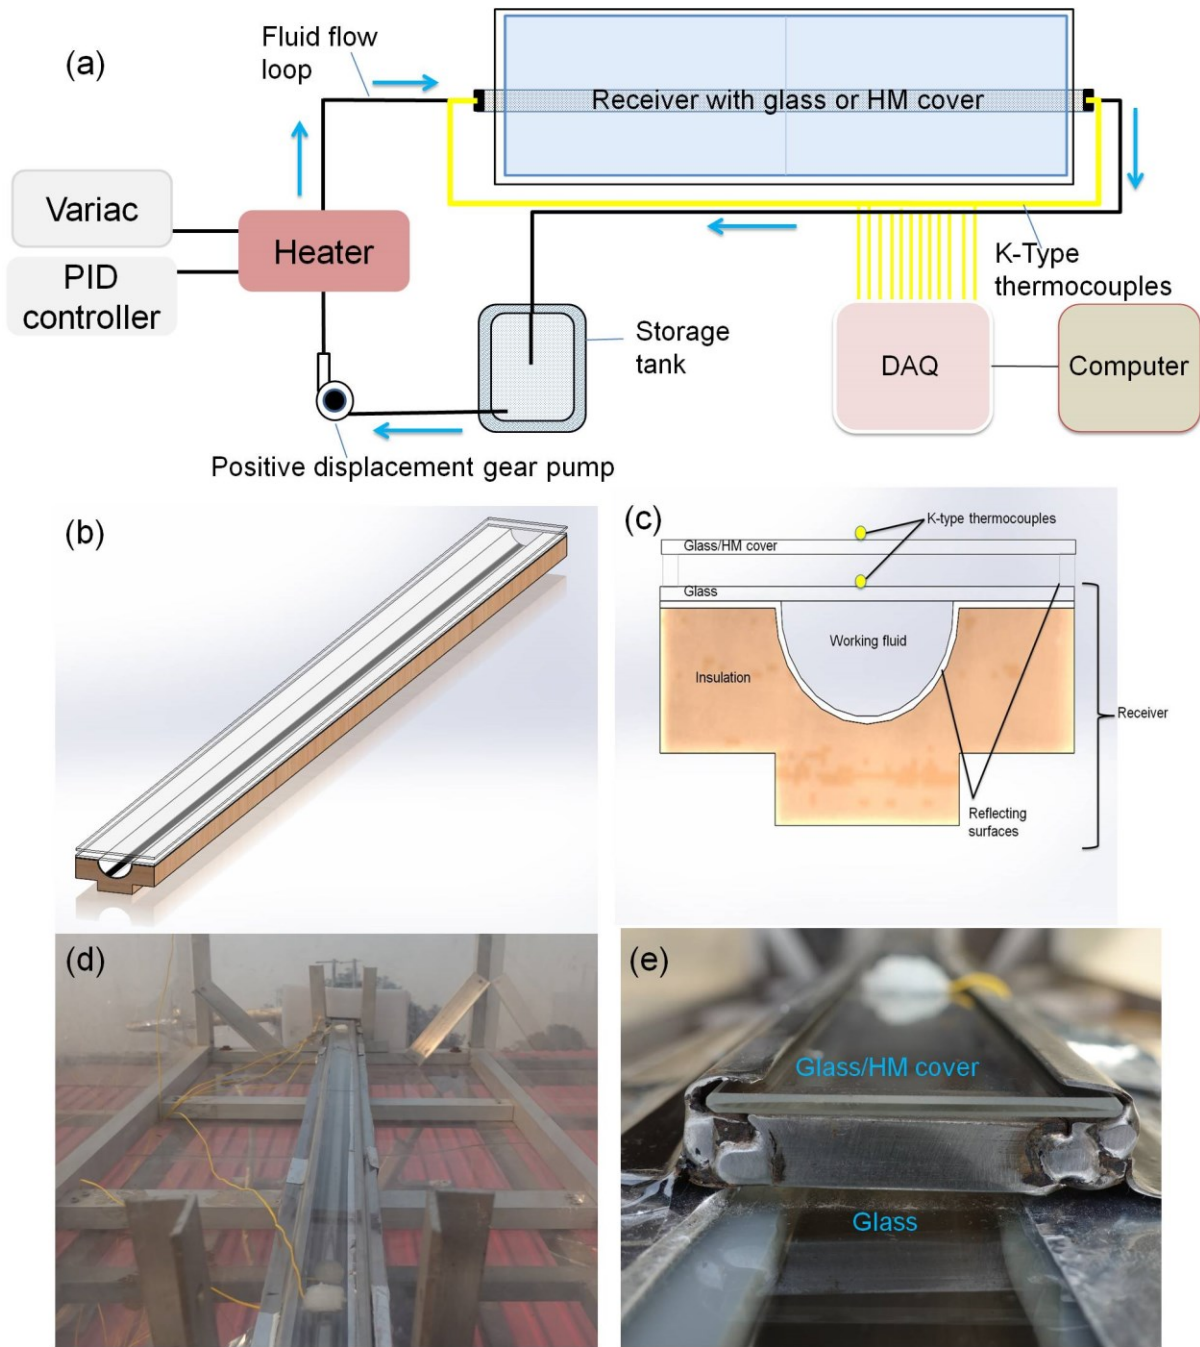 (a)
Fluid flow
loop
Receiver with glass or HM cover
Variac
Heater
PID
controller
K-Type
thermocouples
Storage
tank
DAQ
Computer
Positive displacement gear pump
(b)
(c)
K-type thermocouples
Glass/HM cover
Glass
Working fluid
Insulation
Receiver
Reflecting
surfaces
(d)
(e)
Glass/HM cover
Glass